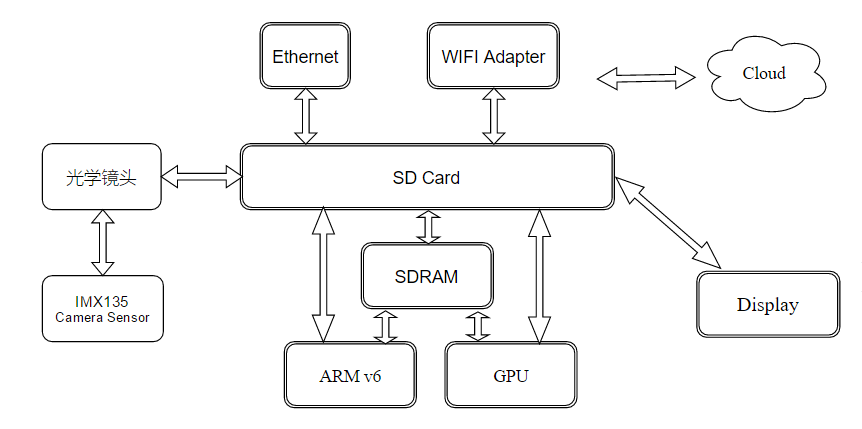 Ethernet
WIFI Adapter
Cloud
光学镜头
SD Card
SDRAM
IMX135
Camera Sensor
Display
ARM v6
GPU